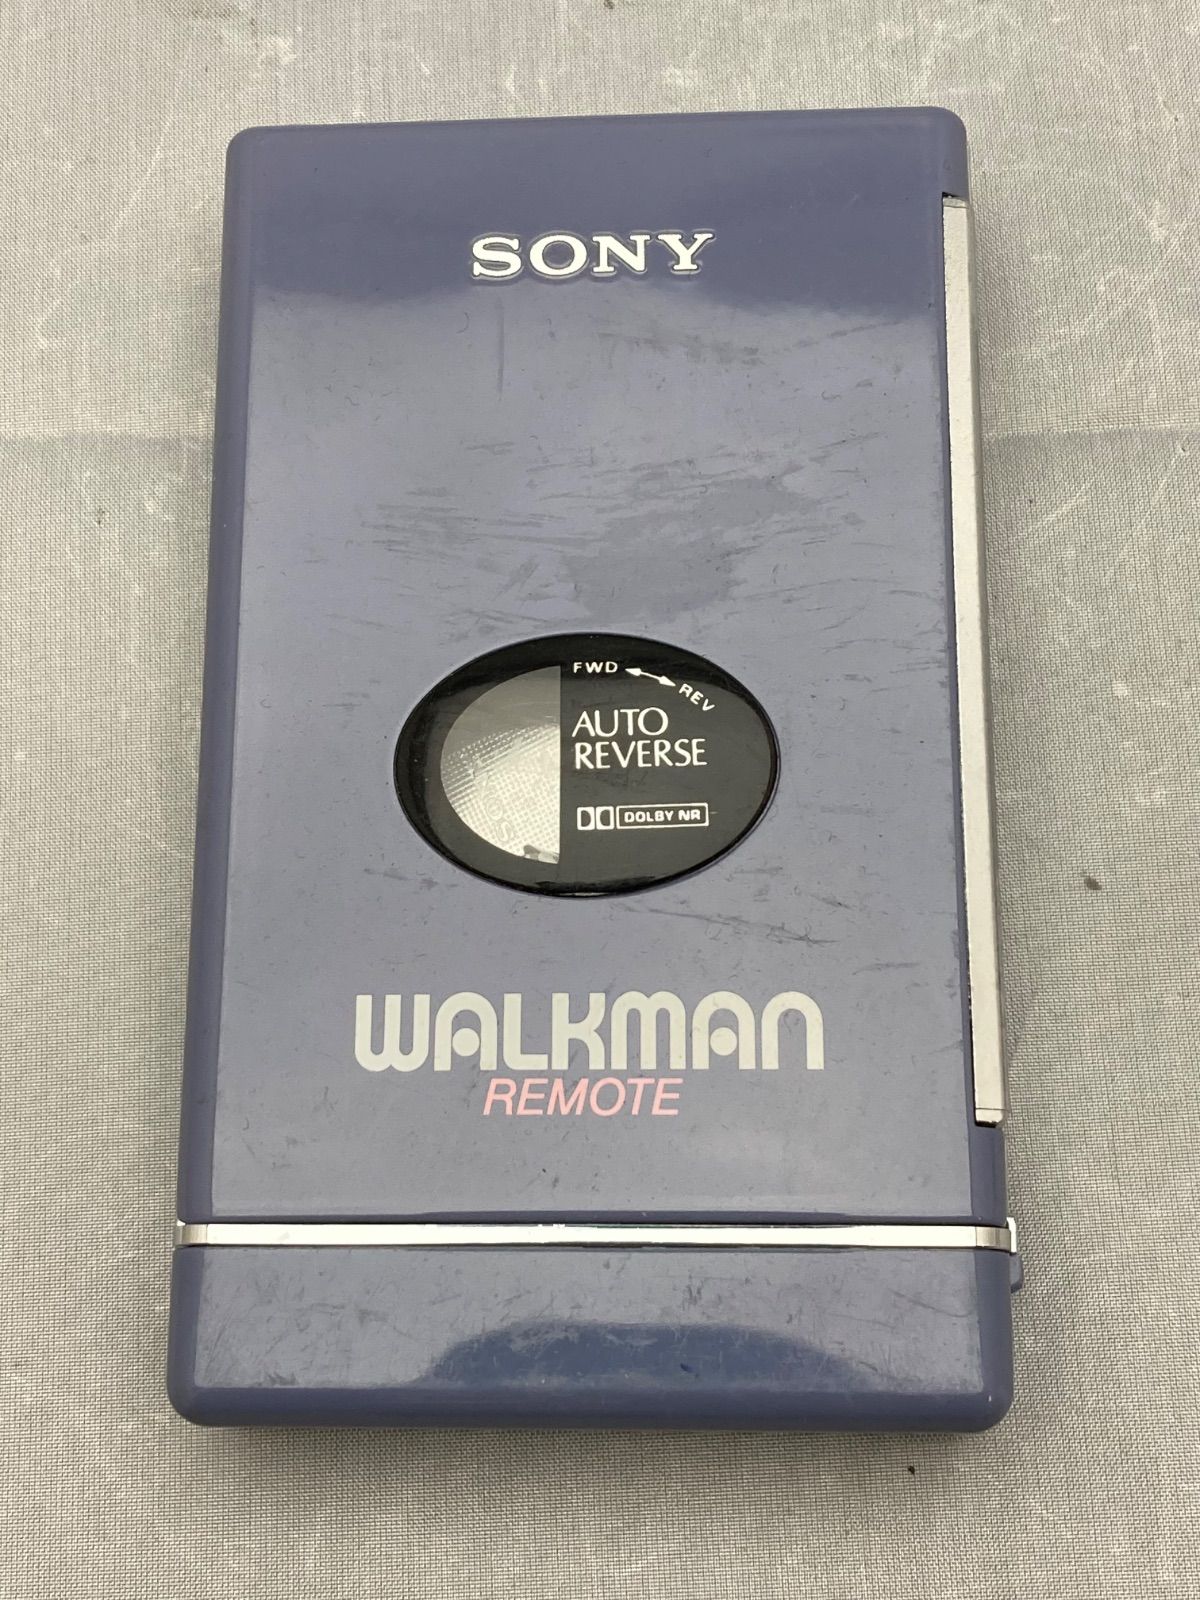 SONY
FWD
REV
AUTO
REVERSE
DOLBY NR
WALKMAN
REMOTE